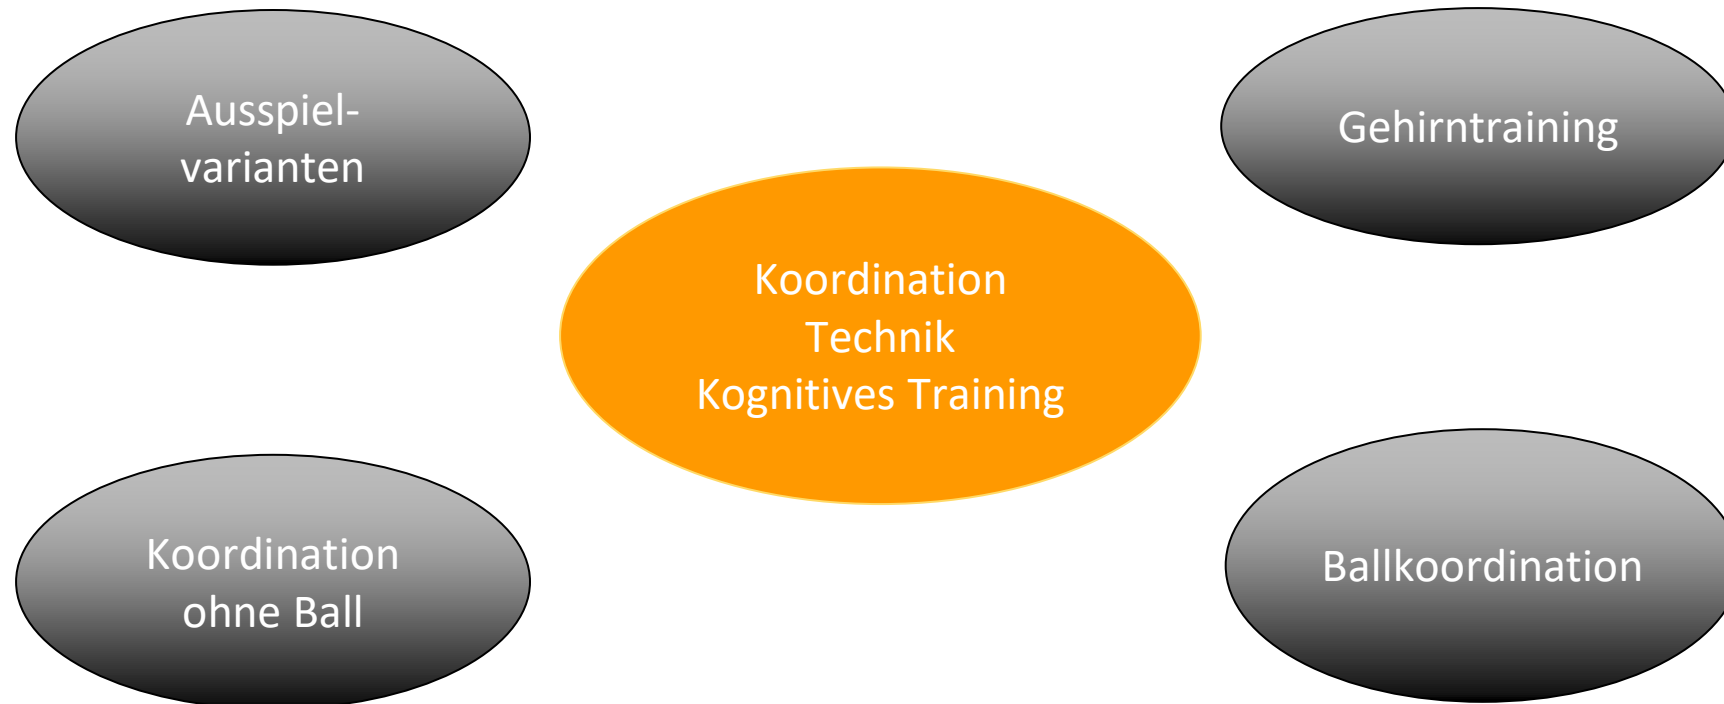 Ausspiel-
varianten
Gehirntraining
Koordination
Technik
Kognitives Training
Koordination
ohne Ball
Ballkoordination